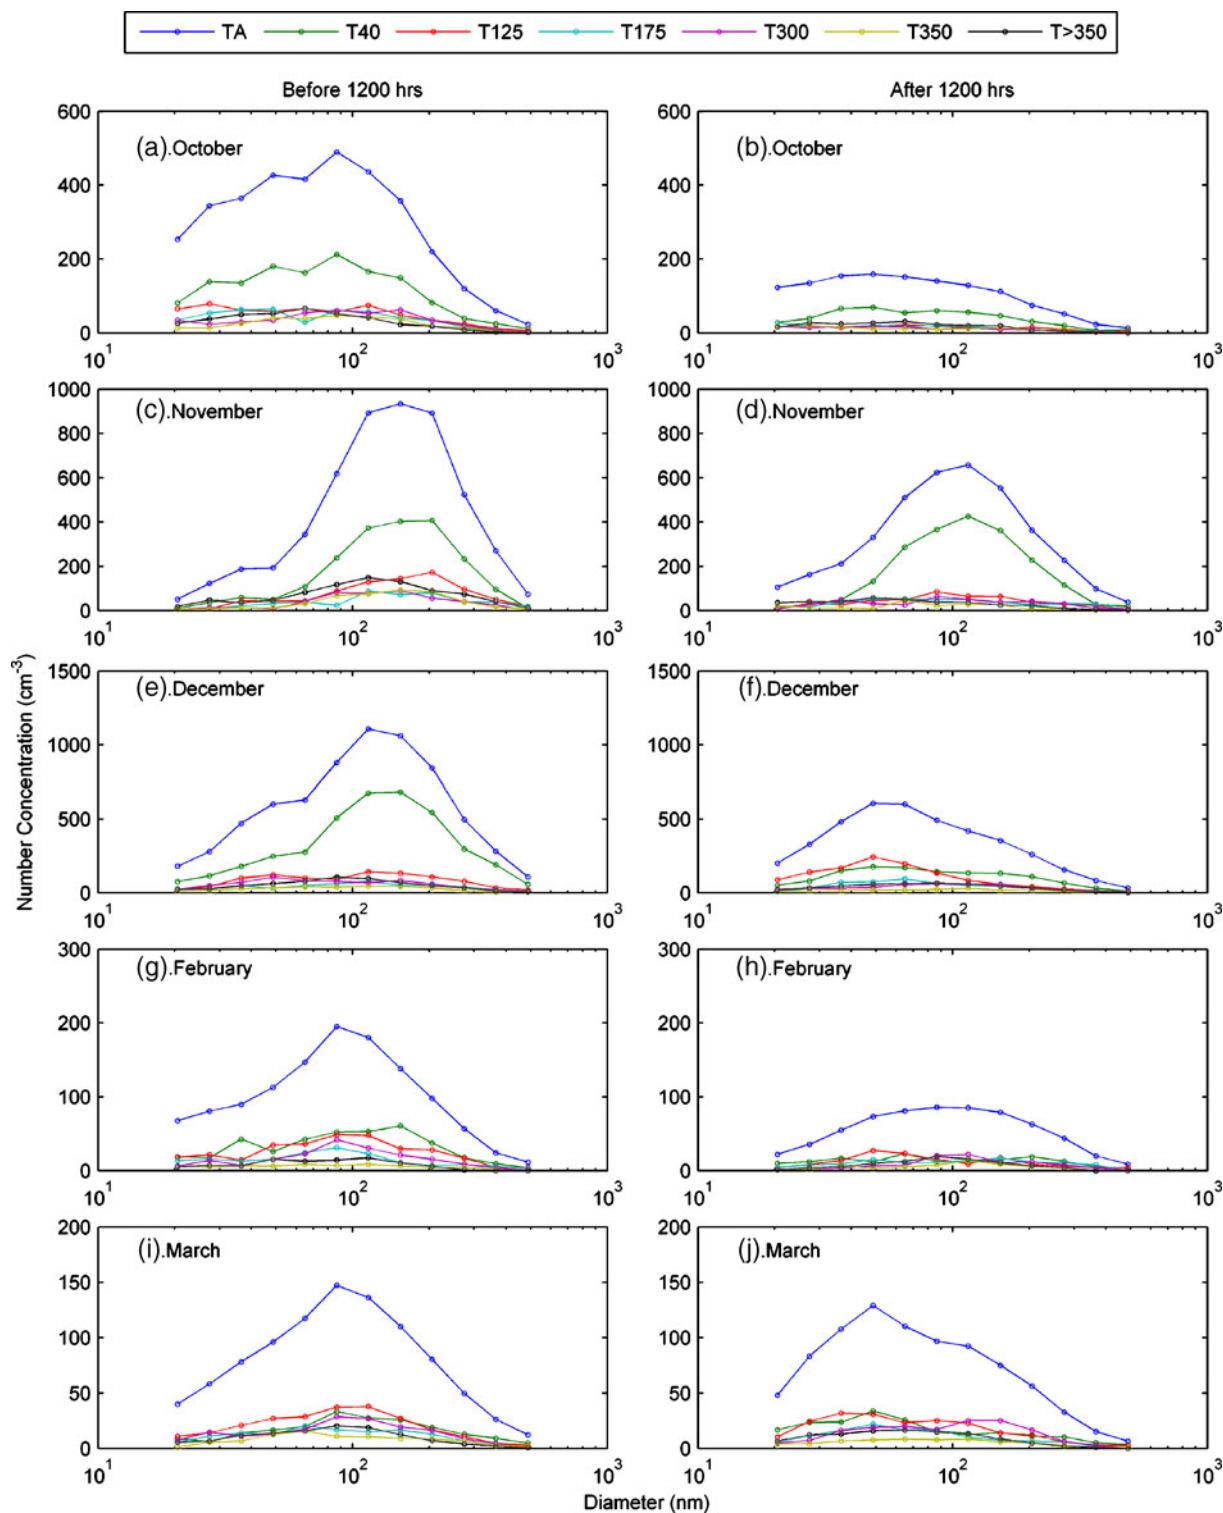 TA T40 T125 T175 T300 T350 T>350
Before 1200 hrs After 1200 hrs
600 600
(a).October (b).October
400 400
200 200
0 0
10^1 10^2 10^3 10^1 10^2 10^3
1000 1000
(c).November (d).November
800 800
600 600
400 400
200 200
0 0
10^1 10^2 10^3 10^1 10^2 10^3
Number Concentration (cm^-3)
1500 1500
(e).December (f).December
1000 1000
500 500
0 0
10^1 10^2 10^3 10^1 10^2 10^3
300 300
(g).February (h).February
200 200
100 100
0 0
10^1 10^2 10^3 10^1 10^2 10^3
200 200
(i).March (j).March
150 150
100 100
50 50
0 0
10^1 10^2 10^3 10^1 10^2 10^3
Diameter (nm)